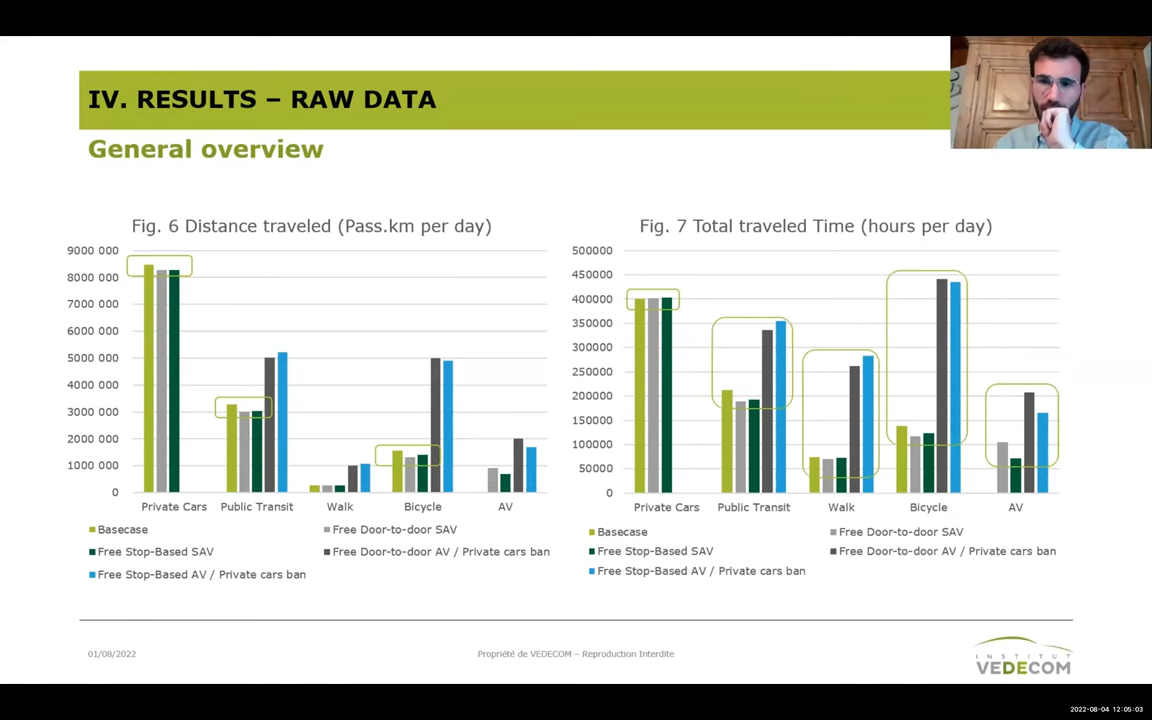 IV. RESULTS – RAW DATA
General overview
Fig. 6 Distance traveled (Pass.km per day)
9000 000
8000 000
7000 000
6000 000
5000 000
4000 000
3000 000
2000 000
1000 000
0
Private Cars Public Transit Walk Bicycle AV
Basecase Free Door-to-door SAV
Free Stop-Based SAV Free Door-to-door AV / Private cars ban
Free Stop-Based AV / Private cars ban
Fig. 7 Total traveled Time (hours per day)
500000
450000
400000
350000
300000
250000
200000
150000
100000
50000
0
Private Cars Public Transit Walk Bicycle AV
Basecase Free Door-to-door SAV
Free Stop-Based SAV Free Door-to-door AV / Private cars ban
Free Stop-Based AV / Private cars ban
01/08/2022 Propriété de VEDECOM – Reproduction Interdite
INSTITUT
VEDECOM
2022-08-04 12:05:03